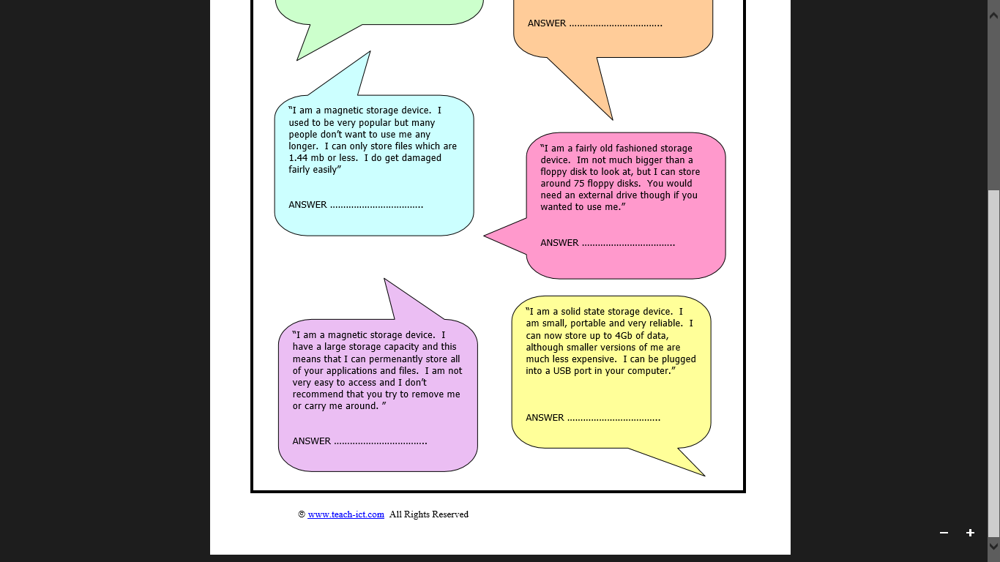 ANSWER ……………………………..
“I am a magnetic storage device.  I
used to be very popular but many
people don’t want to use me any
longer.  I can only store files which are
1.44 mb or less.  I do get damaged
fairly easily”
ANSWER ……………………………..
“I am a fairly old fashioned storage
device.  Im not much bigger than a
floppy disk to look at, but I can store
around 75 floppy disks.  You would
need an external drive though if you
wanted to use me.”
ANSWER ……………………………..
“I am a magnetic storage device.  I
have a large storage capacity and this
means that I can permenantly store all
of your applications and files.  I am not
very easy to access and I don’t
recommend that you try to remove me
or carry me around. ”
ANSWER ……………………………..
“I am a solid state storage device.  I
am small, portable and very reliable.  I
can now store up to 4Gb of data,
although smaller versions of me are
much less expensive.  I can be plugged
into a USB port in your computer.”
ANSWER ……………………………..
© www.teach-ict.com  All Rights Reserved